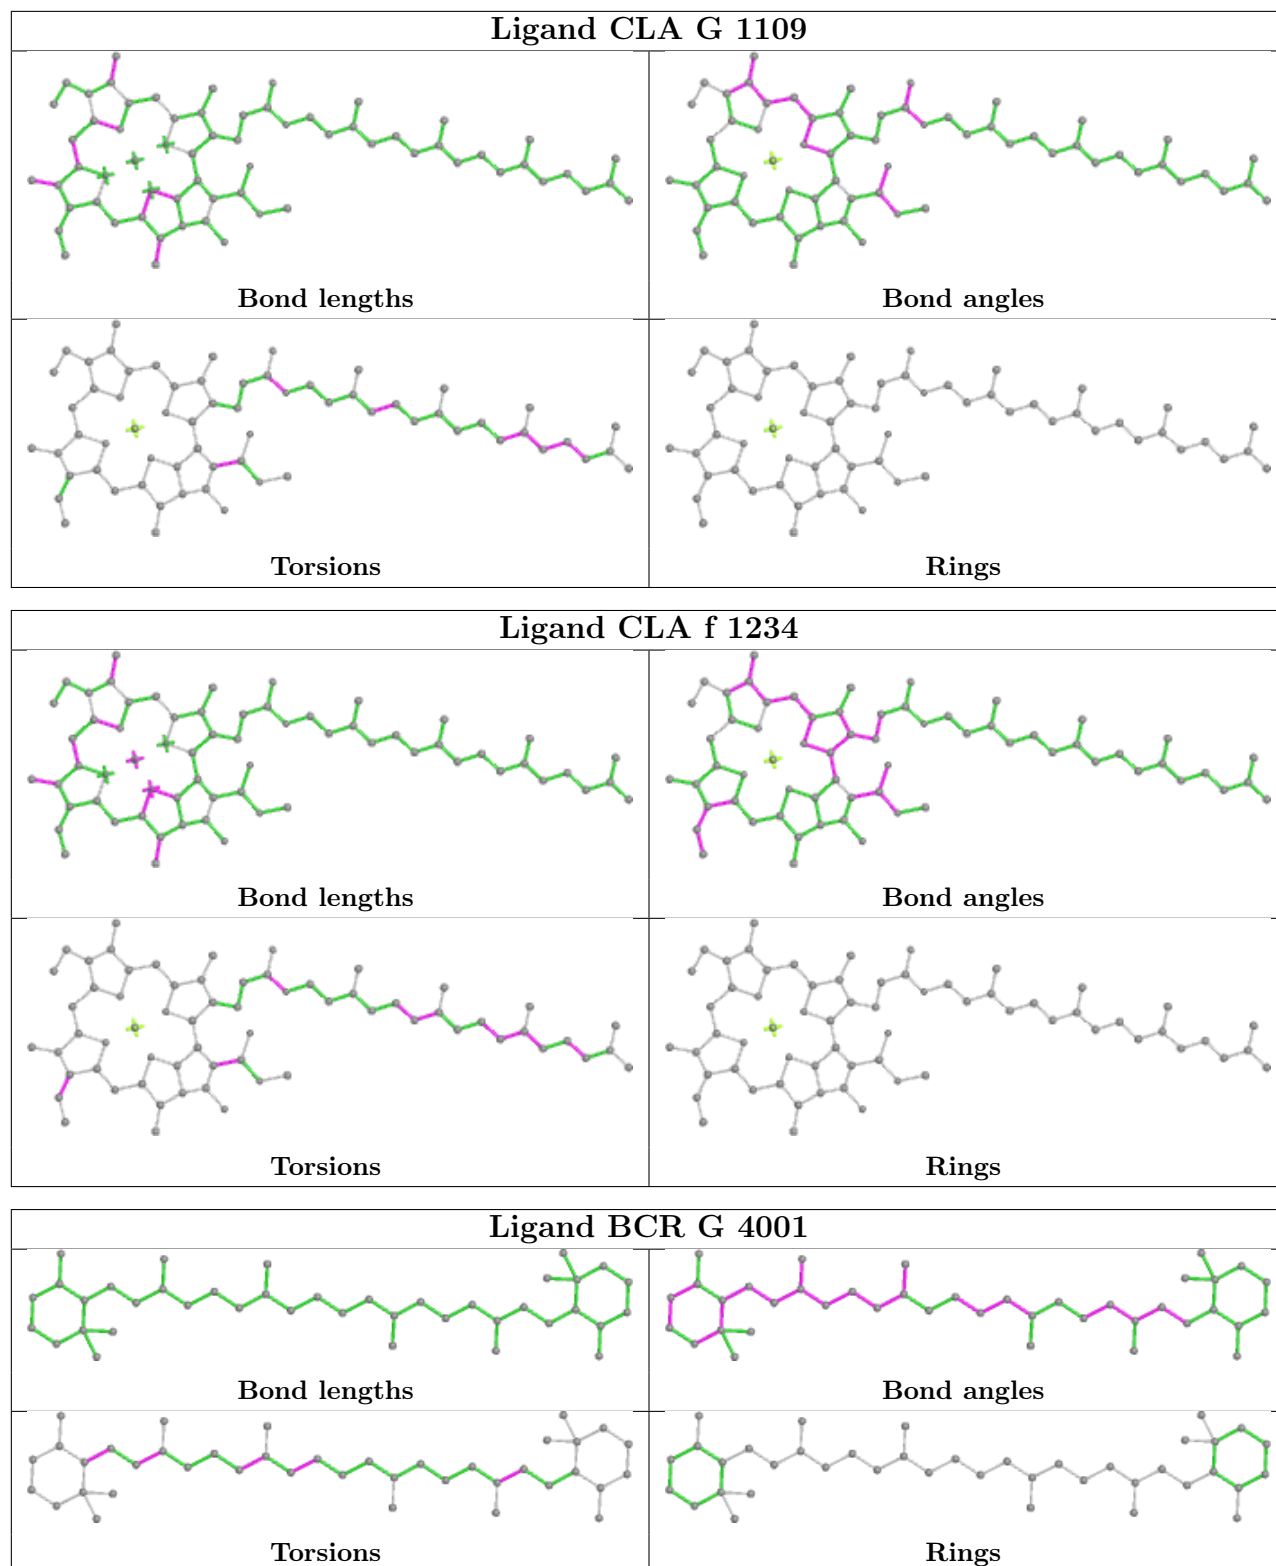 Ligand CLA G 1109
Bond lengths
Bond angles
Torsions
Rings
Ligand CLA f 1234
Bond lengths
Bond angles
Torsions
Rings
Ligand BCR G 4001
Bond lengths
Bond angles
Torsions
Rings